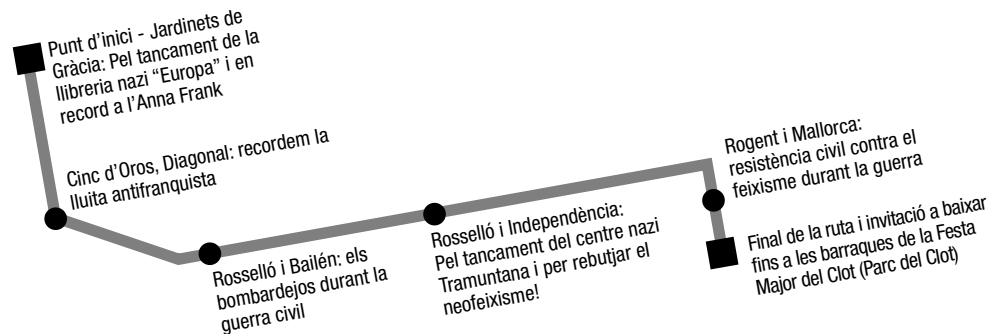 Punt d'inici - Jardinets de
Gràcia: Pel tancament de la
llibreria nazi “Europa” i en
record a l'Anna Frank
Cinc d'Oros, Diagonal: recordem la
lluita antifranquista
Rosselló i Bailén: els
bombardejos durant la
guerra civil
Rosselló i Independència:
Pel tancament del centre nazi
Tramuntana i per rebutjar el
neofeixisme!
Rogent i Mallorca:
resistència civil contra el
feixisme durant la guerra
Final de la ruta i invitació a baixar
fins a les barraques de la Festa
Major del Clot (Parc del Clot)